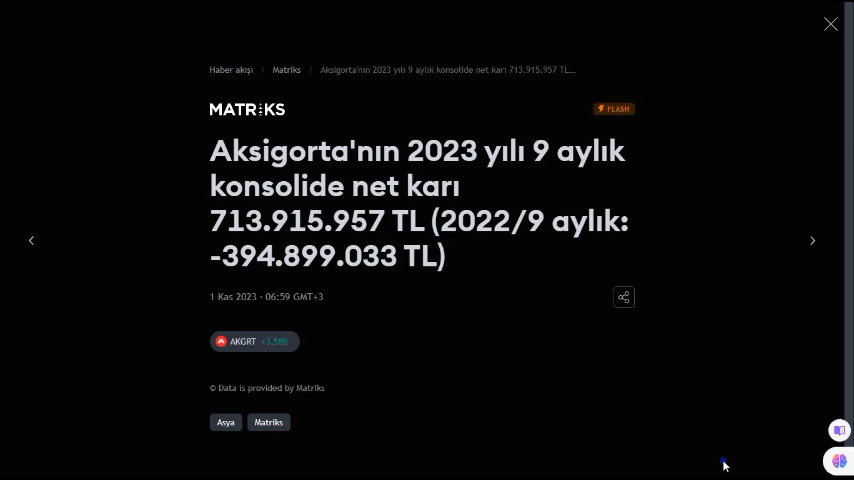 Haber akışı / Matriks / Aksigorta'nın 2023 yılı 9 aylık konsolide net karı 713.915.957 TL...
MATRIKS
FLASH
Aksigorta'nın 2023 yılı 9 aylık
konsolide net karı
713.915.957 TL (2022/9 aylık:
-394.899.033 TL)
1 Kas 2023 · 06:59 GMT+3
AKGRT +3.58%
© Data is provided by Matriks
Asya Matriks